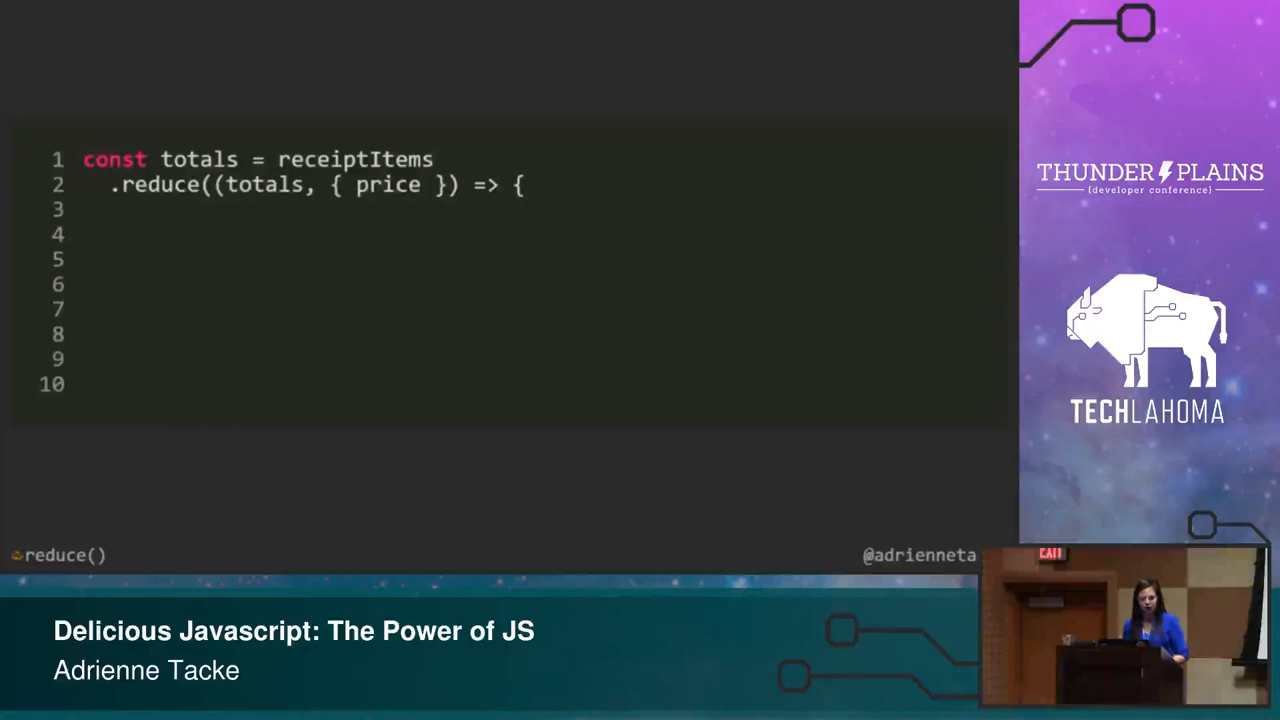 1 const totals = receiptItems
2 .reduce((totals, { price }) => {
3
4
5
6
7
8
9
10
reduce()
@adrienneta
THUNDER PLAINS
{developer conference}
TECHLAHOMA
EXIT
Delicious Javascript: The Power of JS
Adrienne Tacke